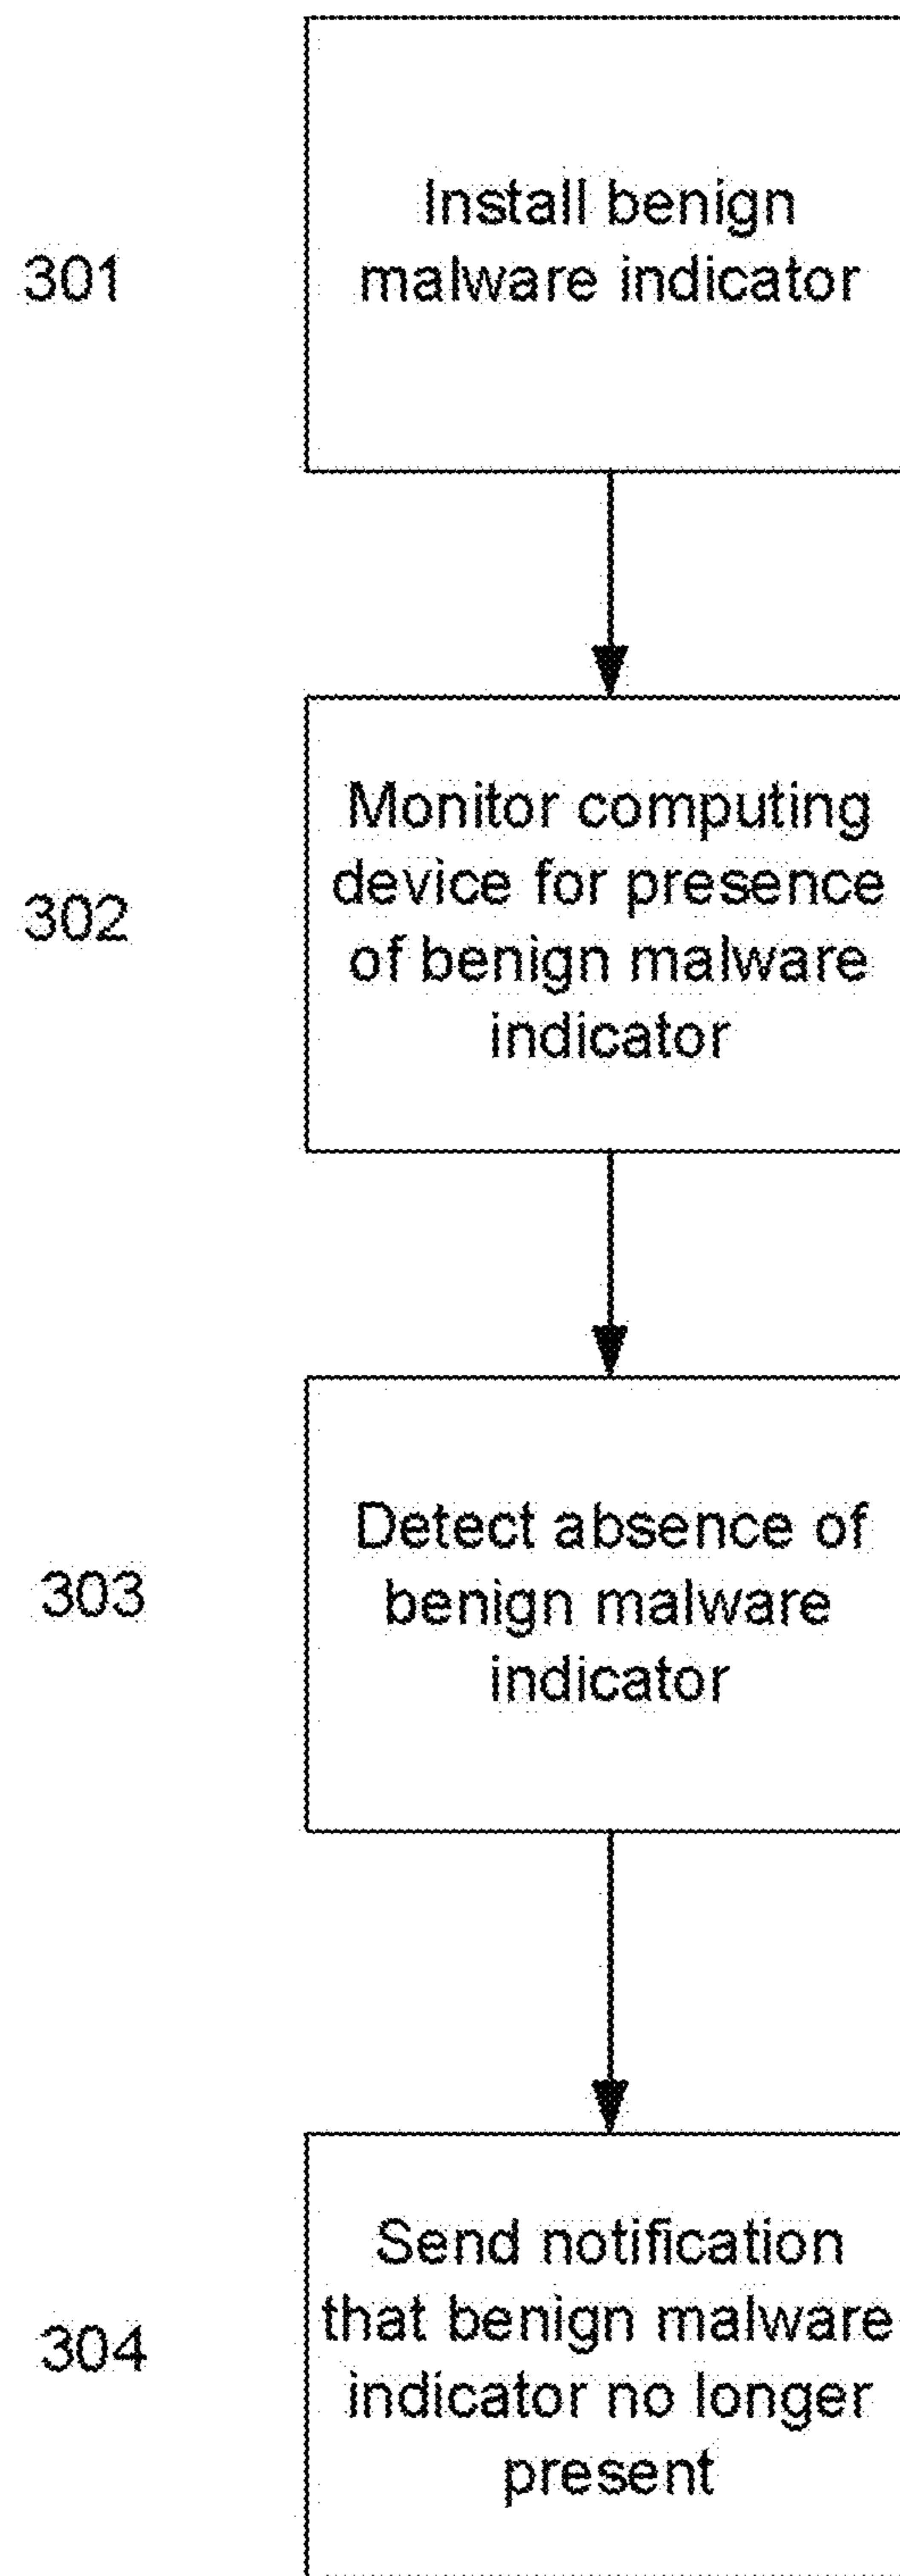 Install benign
malware indicator
301
Monitor computing
device for presence
of benign malware
indicator
302
Detect absence of
benign malware
indicator
303
Send notification
that benign malware
indicator no longer
present
304